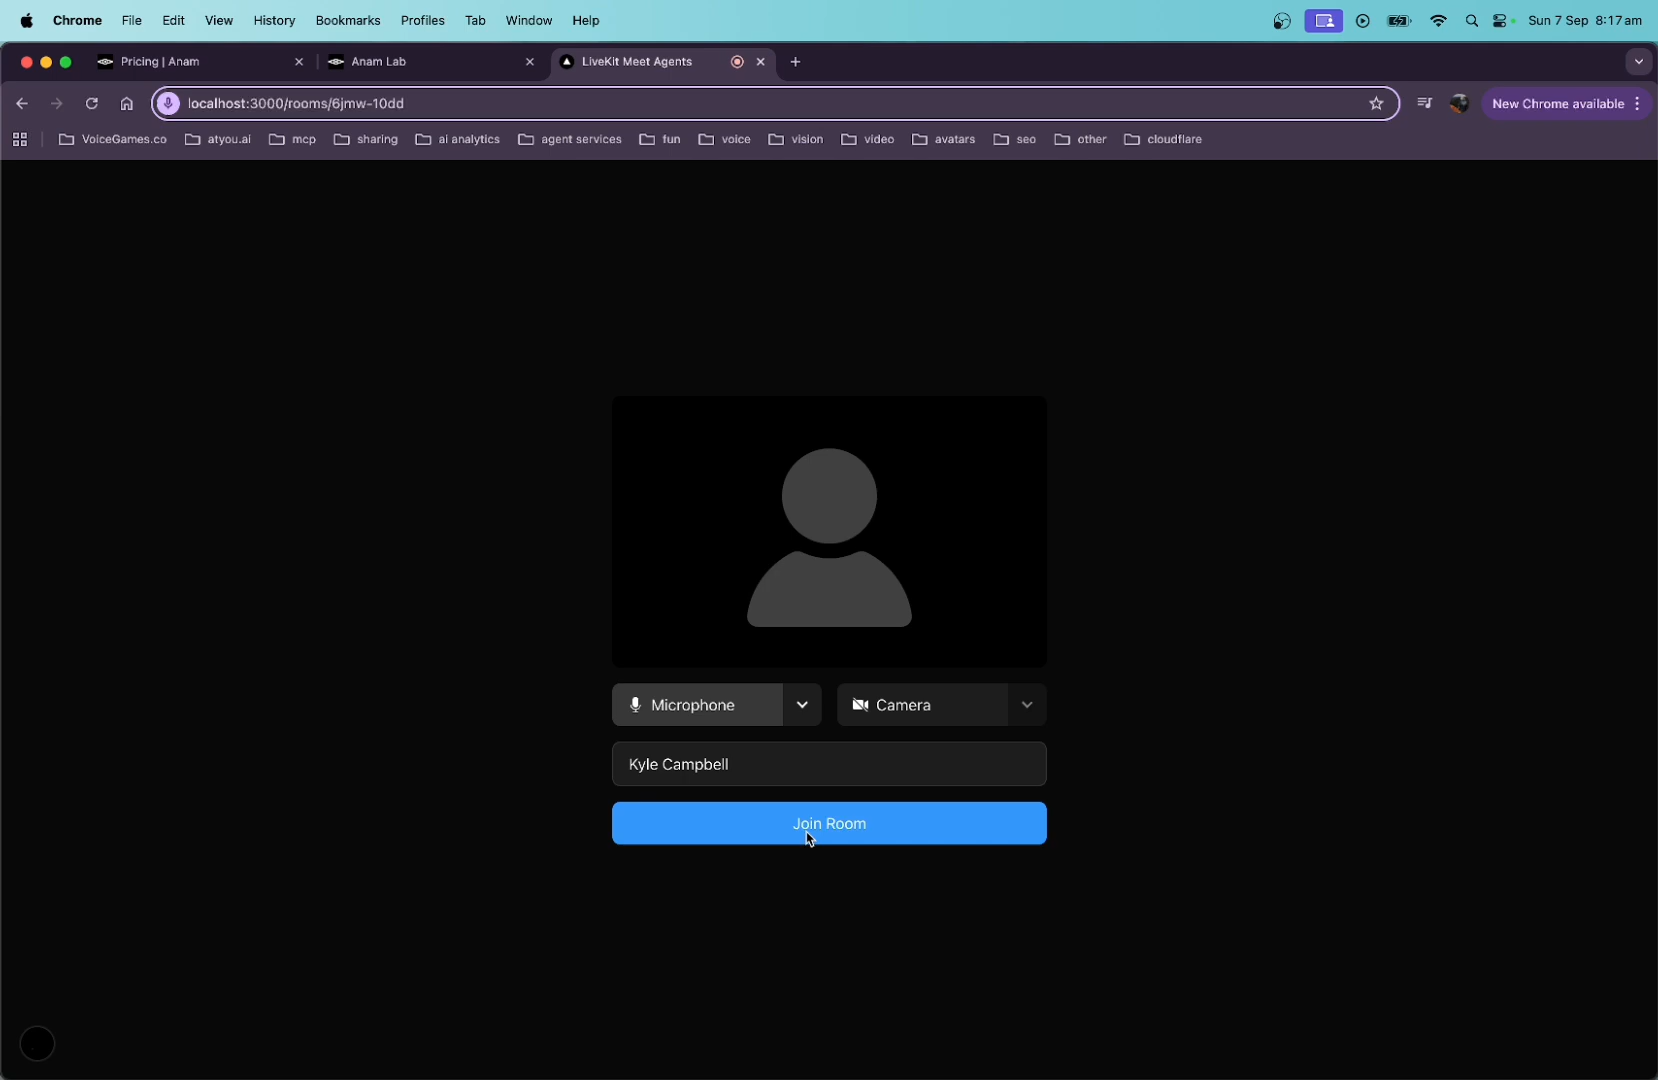 Chrome File Edit View History Bookmarks Profiles Tab Window Help Sun 7 Sep 8:17 am
Pricing | Anam Anam Lab LiveKit Meet Agents
localhost:3000/rooms/6jmw-10dd New Chrome available
VoiceGames.co atyou.ai mcp sharing ai analytics agent services fun voice vision video avatars seo other cloudflare
Microphone Camera
Kyle Campbell
Join Room